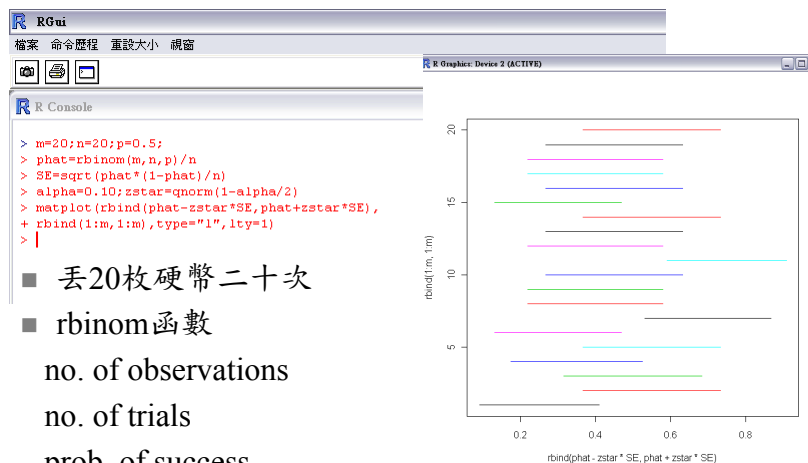 RGui
檔案 命令歷程 重設大小 視窗
R Console
> m=20;n=20;p=0.5;
> phat=rbinom(m,n,p)/n
> SE=sqrt(phat*(1-phat)/n)
> alpha=0.10;zstar=qnorm(1-alpha/2)
> matplot(rbind(phat-zstar*SE,phat+zstar*SE),
+ rbind(1:m,1:m),type="l",lty=1)
>
■ 丟20枚硬幣二十次
■ rbinom函數
no. of observations
no. of trials
prob. of success
R Graphics: Device 2 (ACTIVE)
rbind(1:m, 1:m)
20
15
10
5
0.2 0.4 0.6 0.8
rbind(phat - zstar * SE, phat + zstar * SE)